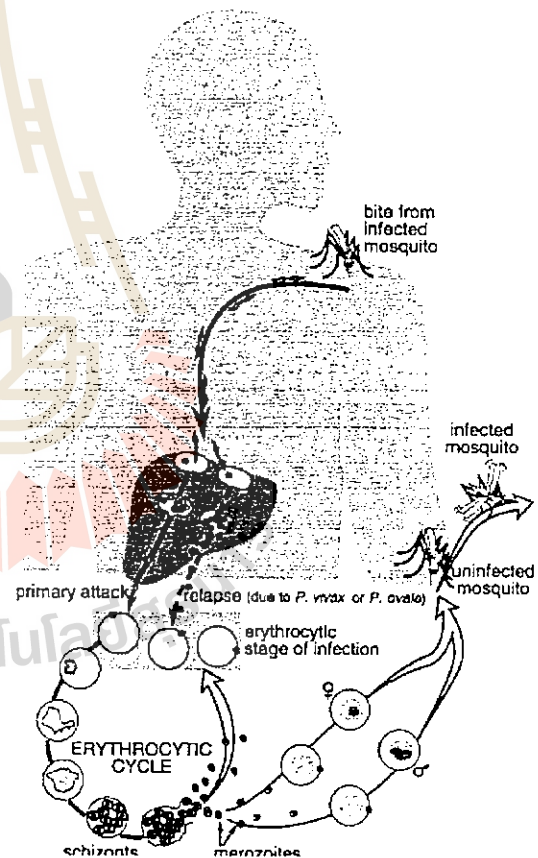 bite from
infected
mosquito
infected
mosquito
uninfected
mosquito
primary attack
relapse (due to P. vivax or P. ovale)
erythrocytic
stage of infection
♀
ERYTHROCYTIC
CYCLE
♂
schizonts
merozoites